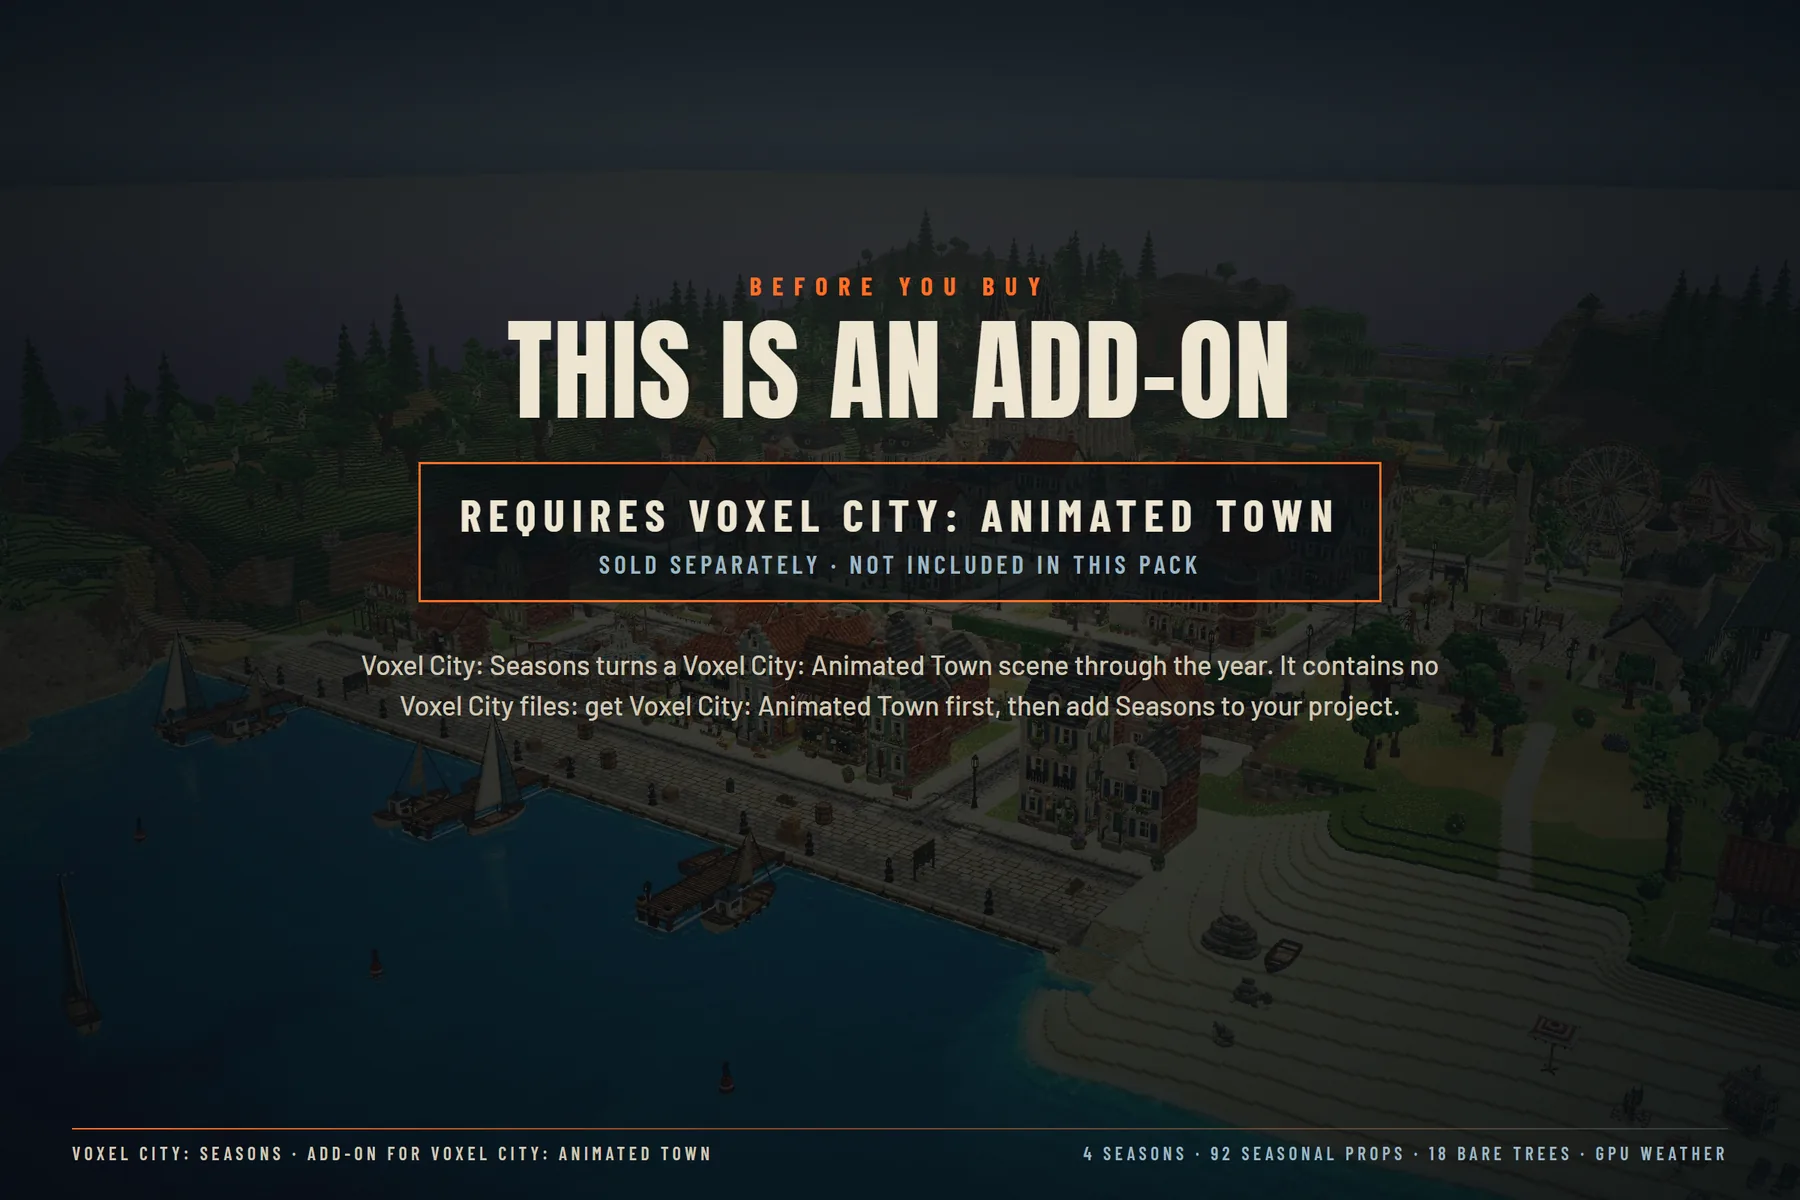 BEFORE YOU BUY
THIS IS AN ADD-ON
REQUIRES VOXEL CITY: ANIMATED TOWN
SOLD SEPARATELY · NOT INCLUDED IN THIS PACK
Voxel City: Seasons turns a Voxel City: Animated Town scene through the year. It contains no
Voxel City files: get Voxel City: Animated Town first, then add Seasons to your project.
VOXEL CITY: SEASONS · ADD-ON FOR VOXEL CITY: ANIMATED TOWN
4 SEASONS · 92 SEASONAL PROPS · 18 BARE TREES · GPU WEATHER